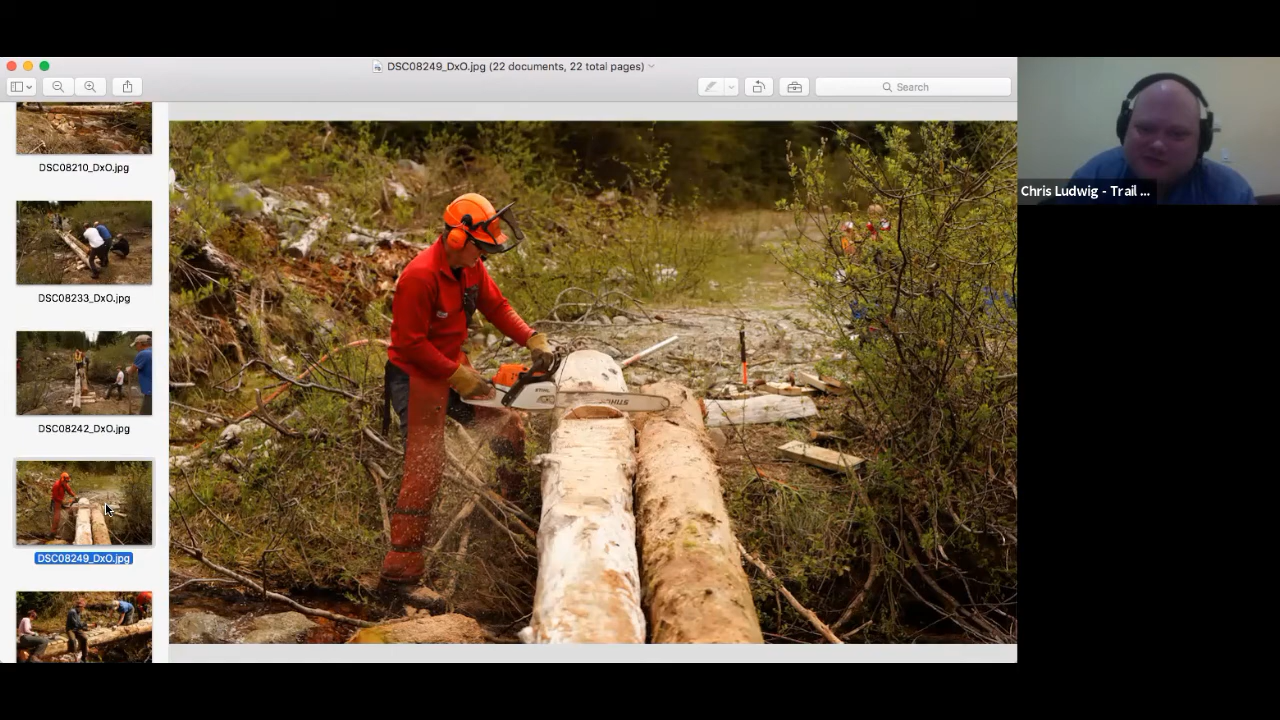 DSC08249_DxO.jpg (22 documents, 22 total pages)
Search
DSC08210_DxO.jpg
DSC08233_DxO.jpg
DSC08242_DxO.jpg
DSC08249_DxO.jpg
STIHL
STIHL
Chris Ludwig - Trail ...